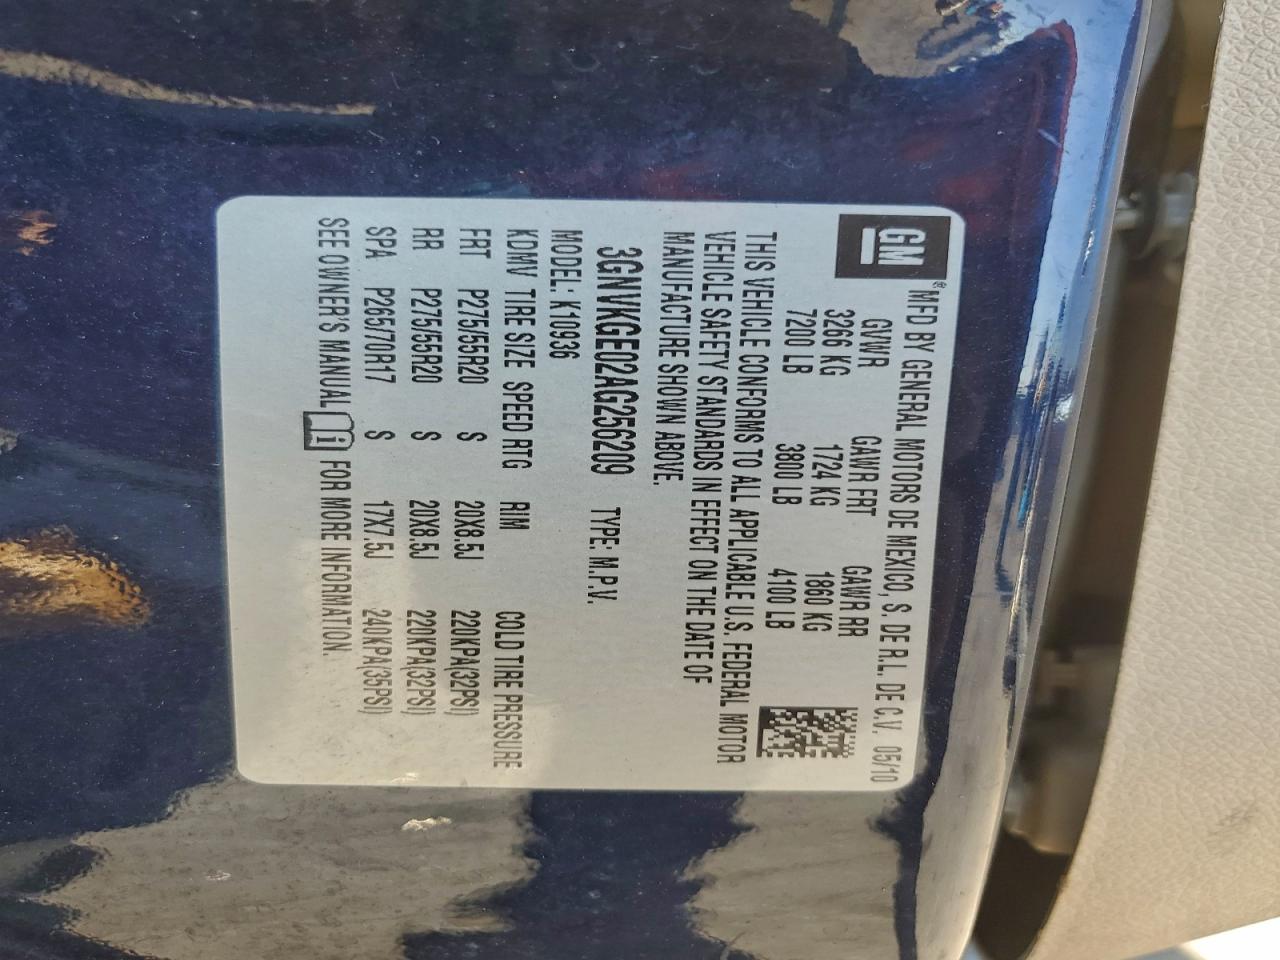 GM
MFD BY GENERAL MOTORS DE MEXICO, S. DE R.L. DE C.V. 05/10
GVWR GAWR FRT GAWR RR
3266 KG 1724 KG 1860 KG
7200 LB 3800 LB 4100 LB
THIS VEHICLE CONFORMS TO ALL APPLICABLE U.S. FEDERAL MOTOR
VEHICLE SAFETY STANDARDS IN EFFECT ON THE DATE OF
MANUFACTURE SHOWN ABOVE.
3GNVKGE02AG256289 TYPE: M.P.V.
MODEL: K10936
KDMV TIRE SIZE SPEED RTG RIM COLD TIRE PRESSURE
FRT P275/55R20 S 20X8.5J 220KPA(32PSI)
RR P275/55R20 S 20X8.5J 220KPA(32PSI)
SPA P265/70R17 S 17X7.5J 240KPA(35PSI)
SEE OWNER'S MANUAL FOR MORE INFORMATION.